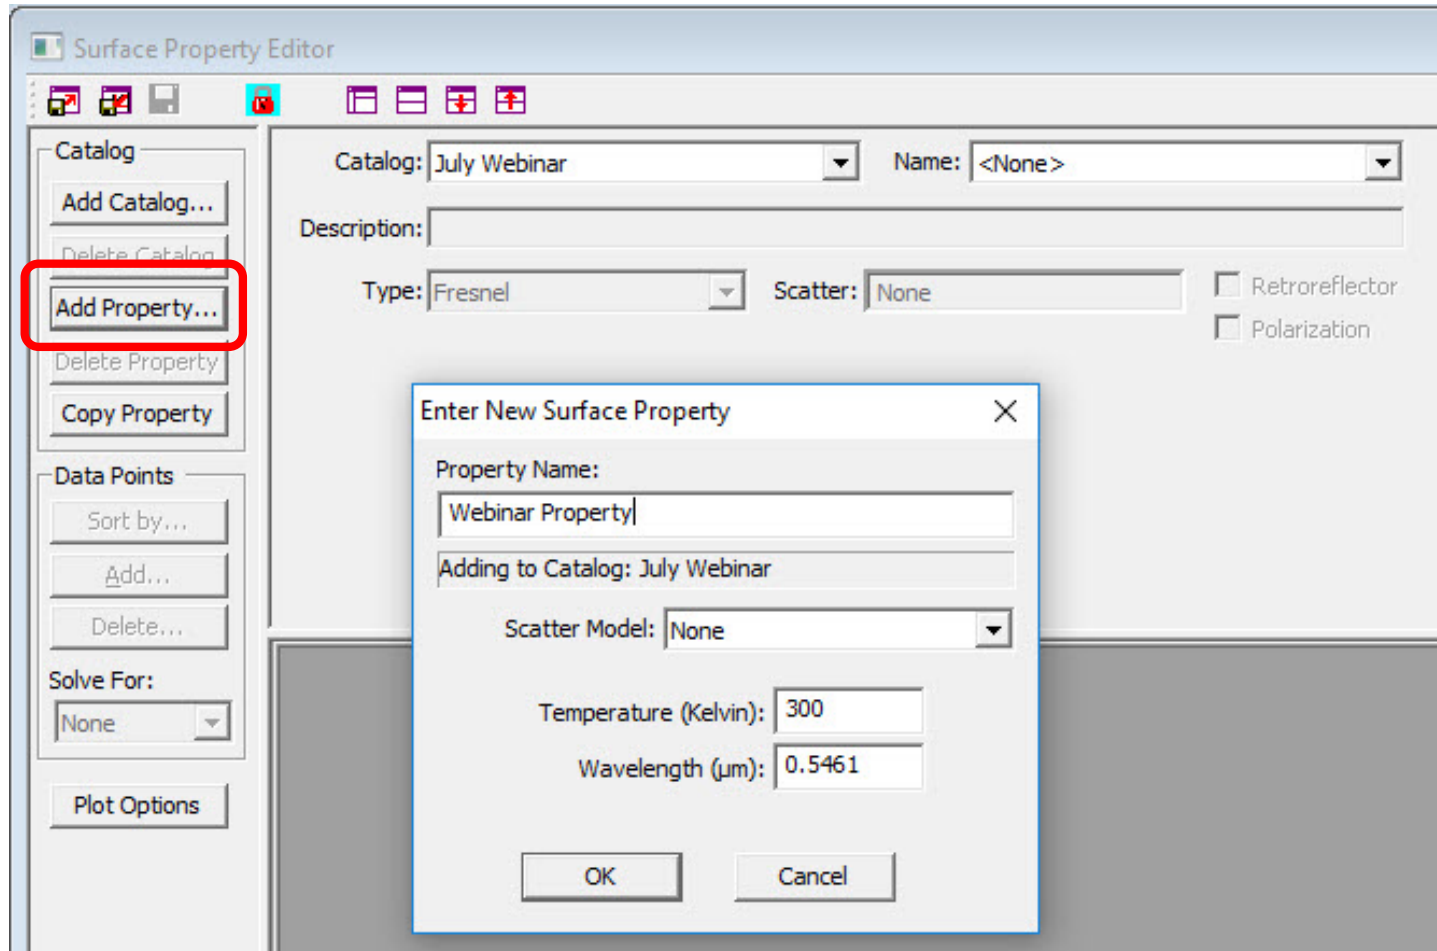 Surface Property Editor
Catalog
Catalog: July Webinar Name: <None>
Add Catalog...
Description:
Delete Catalog
Type: Fresnel Scatter: None Retroreflector
Add Property...
Polarization
Delete Property
Copy Property
Data Points
Sort by...
Add...
Delete...
Solve For:
None
Plot Options
Enter New Surface Property
Property Name:
Webinar Property
Adding to Catalog: July Webinar
Scatter Model: None
Temperature (Kelvin): 300
Wavelength (µm): 0.5461
OK Cancel